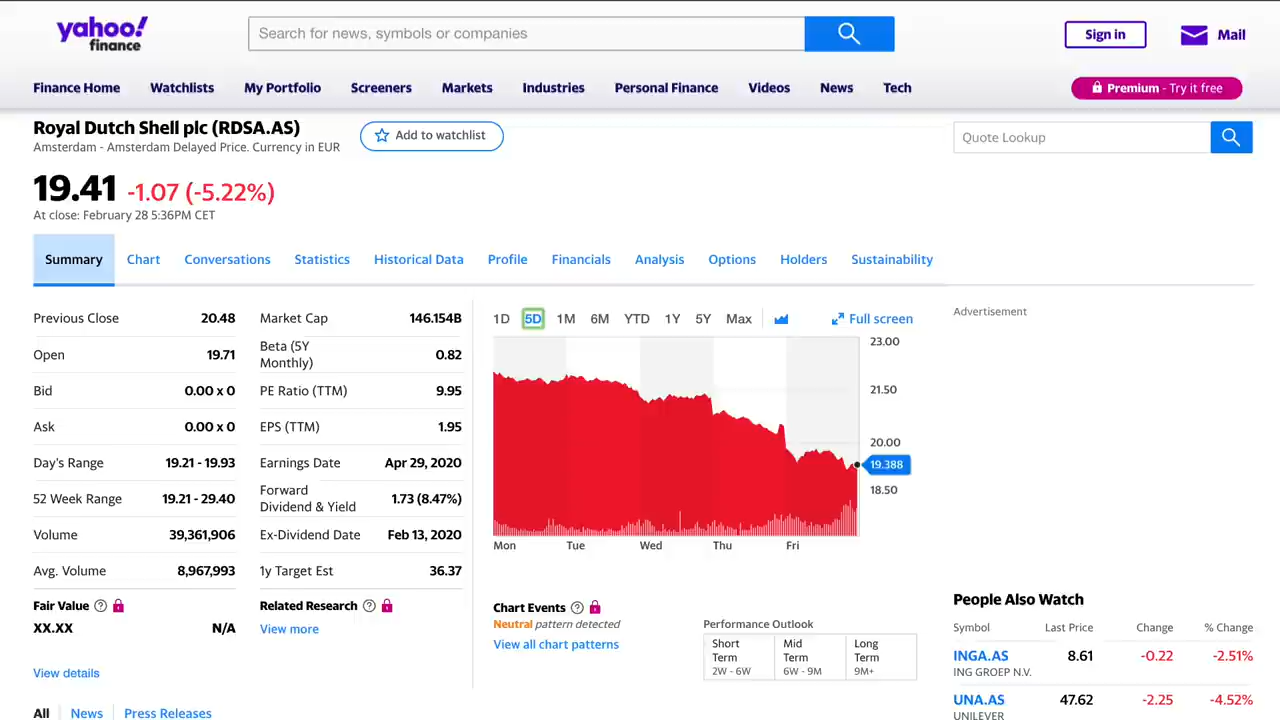 yahoo!
finance
Search for news, symbols or companies
Sign in
Mail
Finance Home Watchlists My Portfolio Screeners Markets Industries Personal Finance Videos News Tech
Premium - Try it free
Royal Dutch Shell plc (RDSA.AS)
Amsterdam - Amsterdam Delayed Price. Currency in EUR
Add to watchlist
Quote Lookup
19.41 -1.07 (-5.22%)
At close: February 28 5:36PM CET
Summary Chart Conversations Statistics Historical Data Profile Financials Analysis Options Holders Sustainability
Previous Close 20.48
Open 19.71
Bid 0.00 x 0
Ask 0.00 x 0
Day's Range 19.21 - 19.93
52 Week Range 19.21 - 29.40
Volume 39,361,906
Avg. Volume 8,967,993
Fair Value ?
XX.XX N/A
View details
Market Cap 146.154B
Beta (5Y
Monthly) 0.82
PE Ratio (TTM) 9.95
EPS (TTM) 1.95
Earnings Date Apr 29, 2020
Forward
Dividend & Yield 1.73 (8.47%)
Ex-Dividend Date Feb 13, 2020
1y Target Est 36.37
Related Research ?
View more
1D 5D 1M 6M YTD 1Y 5Y Max
Full screen
23.00
21.50
20.00
19.388
18.50
Mon Tue Wed Thu Fri
Chart Events ?
Neutral pattern detected
View all chart patterns
Performance Outlook
Short
Term
2W - 6W
Mid
Term
6W - 9M
Long
Term
9M+
Advertisement
People Also Watch
Symbol Last Price Change % Change
INGA.AS 8.61 -0.22 -2.51%
ING GROEP N.V.
UNA.AS 47.62 -2.25 -4.52%
UNILEVER
All News Press Releases